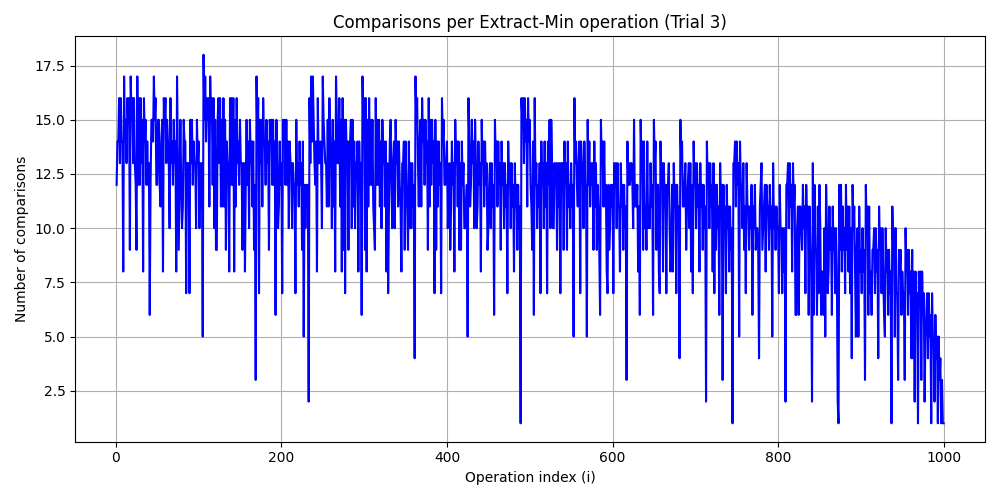 Comparisons per Extract-Min operation (Trial 3)
Number of comparisons
17.5
15.0
12.5
10.0
7.5
5.0
2.5
0 200 400 600 800 1000
Operation index (i)